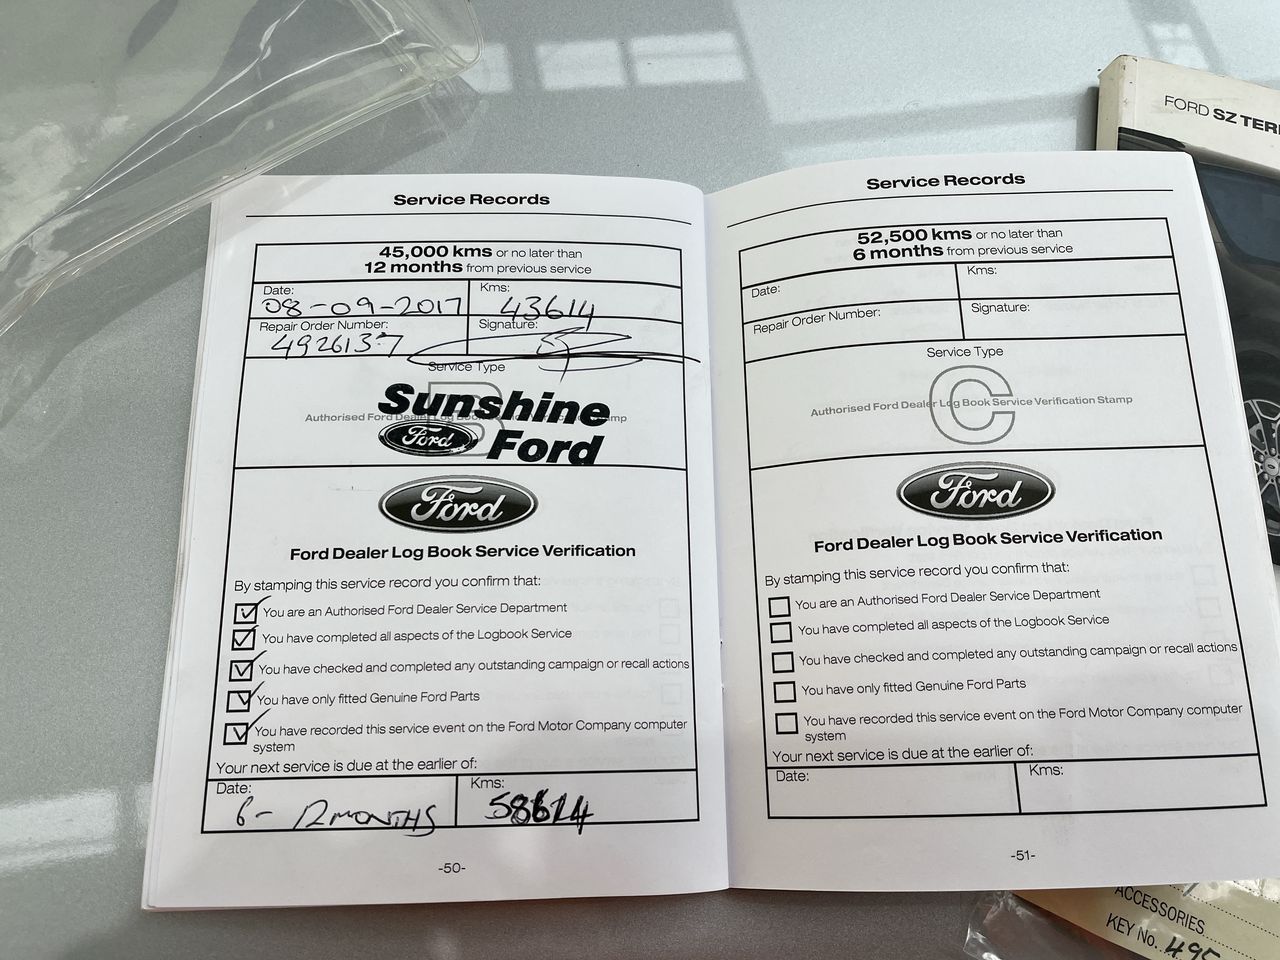 Service Records
45,000 kms or no later than
12 months from previous service
Date:
08-09-2017
Kms:
43614
Repair Order Number:
4926137
Signature:
Service Type
B
Authorised Ford Dealer Log Book
Stamp
Sunshine
Ford Ford
Ford
Ford Dealer Log Book Service Verification
By stamping this service record you confirm that:
You are an Authorised Ford Dealer Service Department
You have completed all aspects of the Logbook Service
You have checked and completed any outstanding campaign or recall actions
You have only fitted Genuine Ford Parts
You have recorded this service event on the Ford Motor Company computer
system
Your next service is due at the earlier of:
Date:
6- 12 MONTHS
Kms:
58614
-50-
Service Records
52,500 kms or no later than
6 months from previous service
Date:
Kms:
Repair Order Number:
Signature:
Service Type
C
Authorised Ford Dealer Log Book Service Verification Stamp
Ford
Ford Dealer Log Book Service Verification
By stamping this service record you confirm that:
You are an Authorised Ford Dealer Service Department
You have completed all aspects of the Logbook Service
You have checked and completed any outstanding campaign or recall actions
You have only fitted Genuine Ford Parts
You have recorded this service event on the Ford Motor Company computer
system
Your next service is due at the earlier of:
Date:
Kms:
-51-
FORD SZ TERR
ACCESSORIES
KEY No. 495